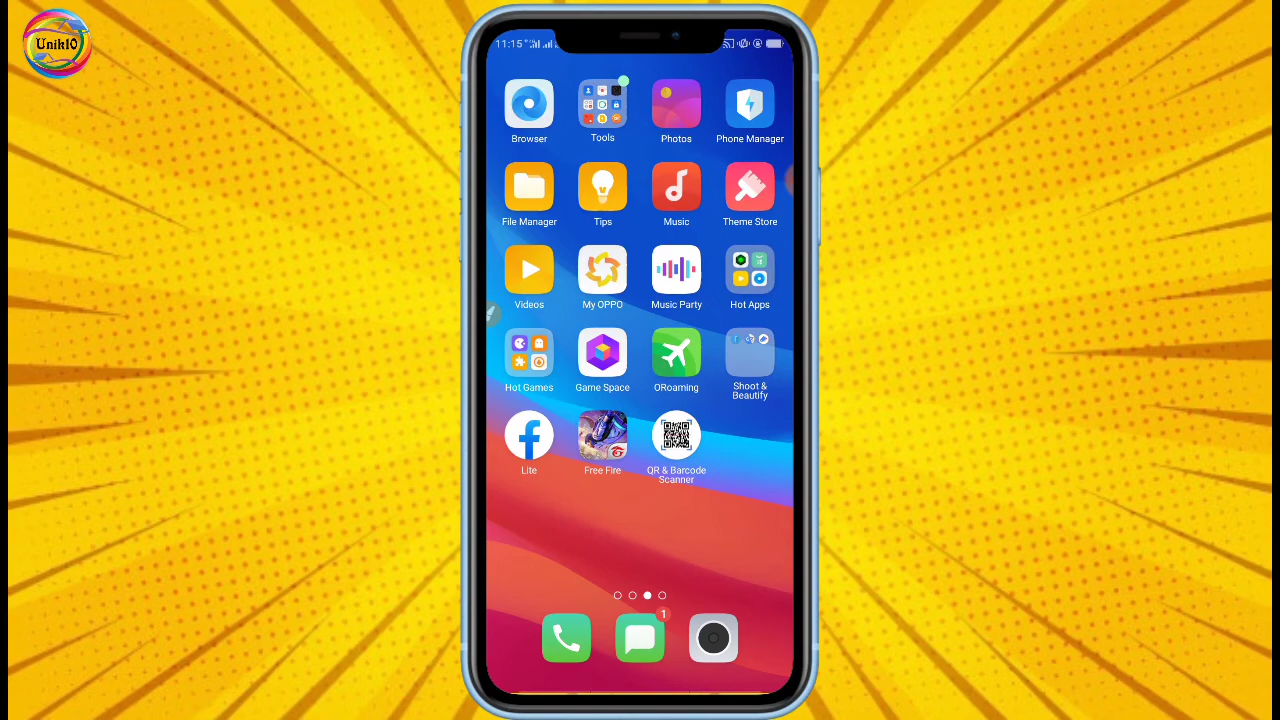 Unik10
11:15
Browser
Tools
Photos
Phone Manager
File Manager
Tips
Music
Theme Store
Videos
My OPPO
Music Party
Hot Apps
Hot Games
Game Space
ORoaming
Shoot &
Beautify
Lite
Free Fire
QR & Barcode
Scanner
1